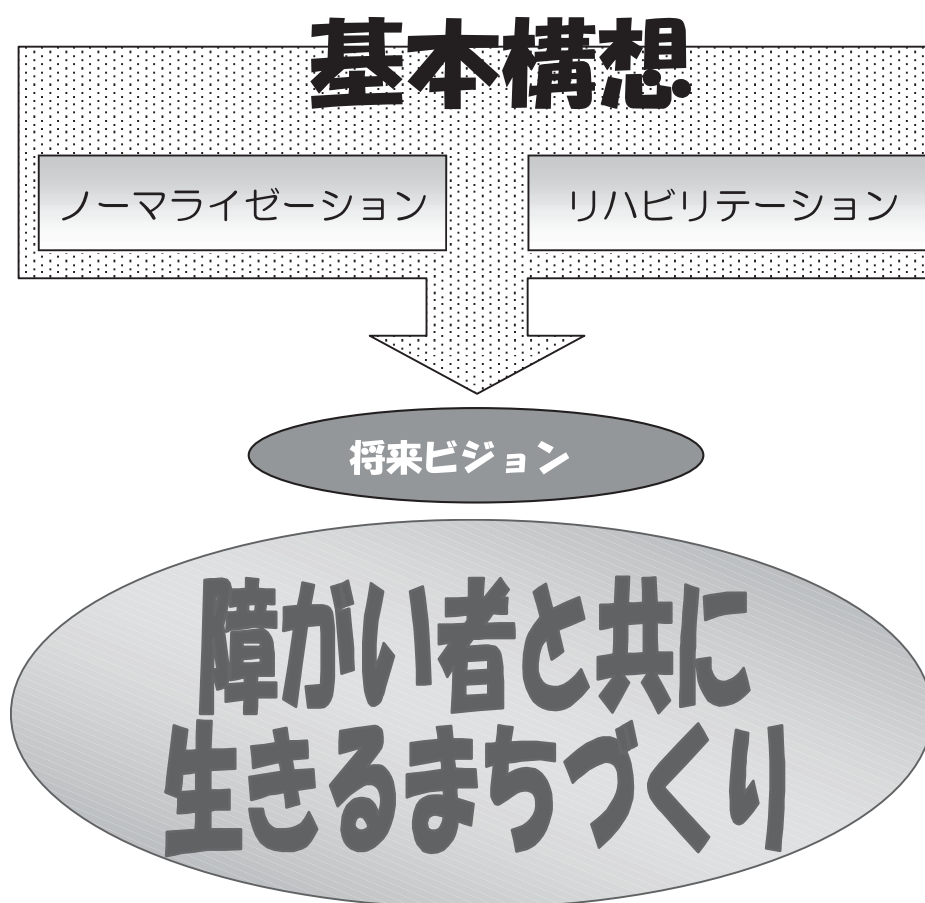 基本構想
ノーマライゼーション
リハビリテーション
将来ビジョン
障がい者と共に
生きるまちづくり